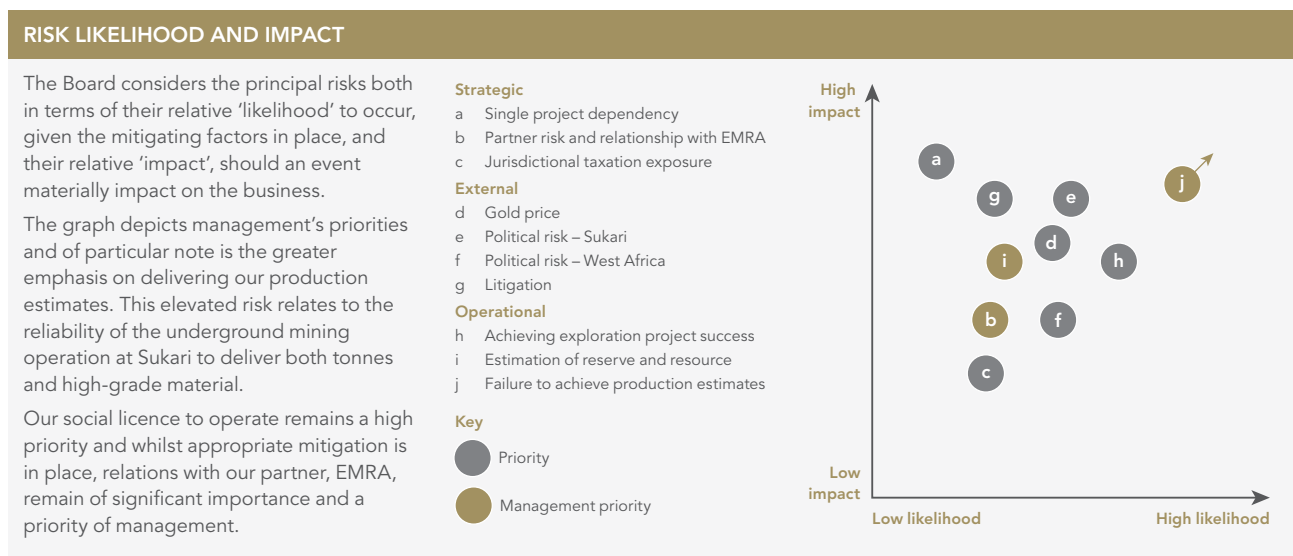 RISK LIKELIHOOD AND IMPACT
The Board considers the principal risks both
in terms of their relative ‘likelihood’ to occur,
given the mitigating factors in place, and
their relative ‘impact’, should an event
materially impact on the business.
The graph depicts management’s priorities
and of particular note is the greater
emphasis on delivering our production
estimates. This elevated risk relates to the
reliability of the underground mining
operation at Sukari to deliver both tonnes
and high-grade material.
Our social licence to operate remains a high
priority and whilst appropriate mitigation is
in place, relations with our partner, EMRA,
remain of significant importance and a
priority of management.
Strategic
a Single project dependency
b Partner risk and relationship with EMRA
c Jurisdictional taxation exposure
External
d Gold price
e Political risk – Sukari
f Political risk – West Africa
g Litigation
Operational
h Achieving exploration project success
i Estimation of reserve and resource
j Failure to achieve production estimates
Key
Priority
Management priority
High
impact
a
j
g
e
d
i
h
b
f
c
Low
impact
Low likelihood
High likelihood